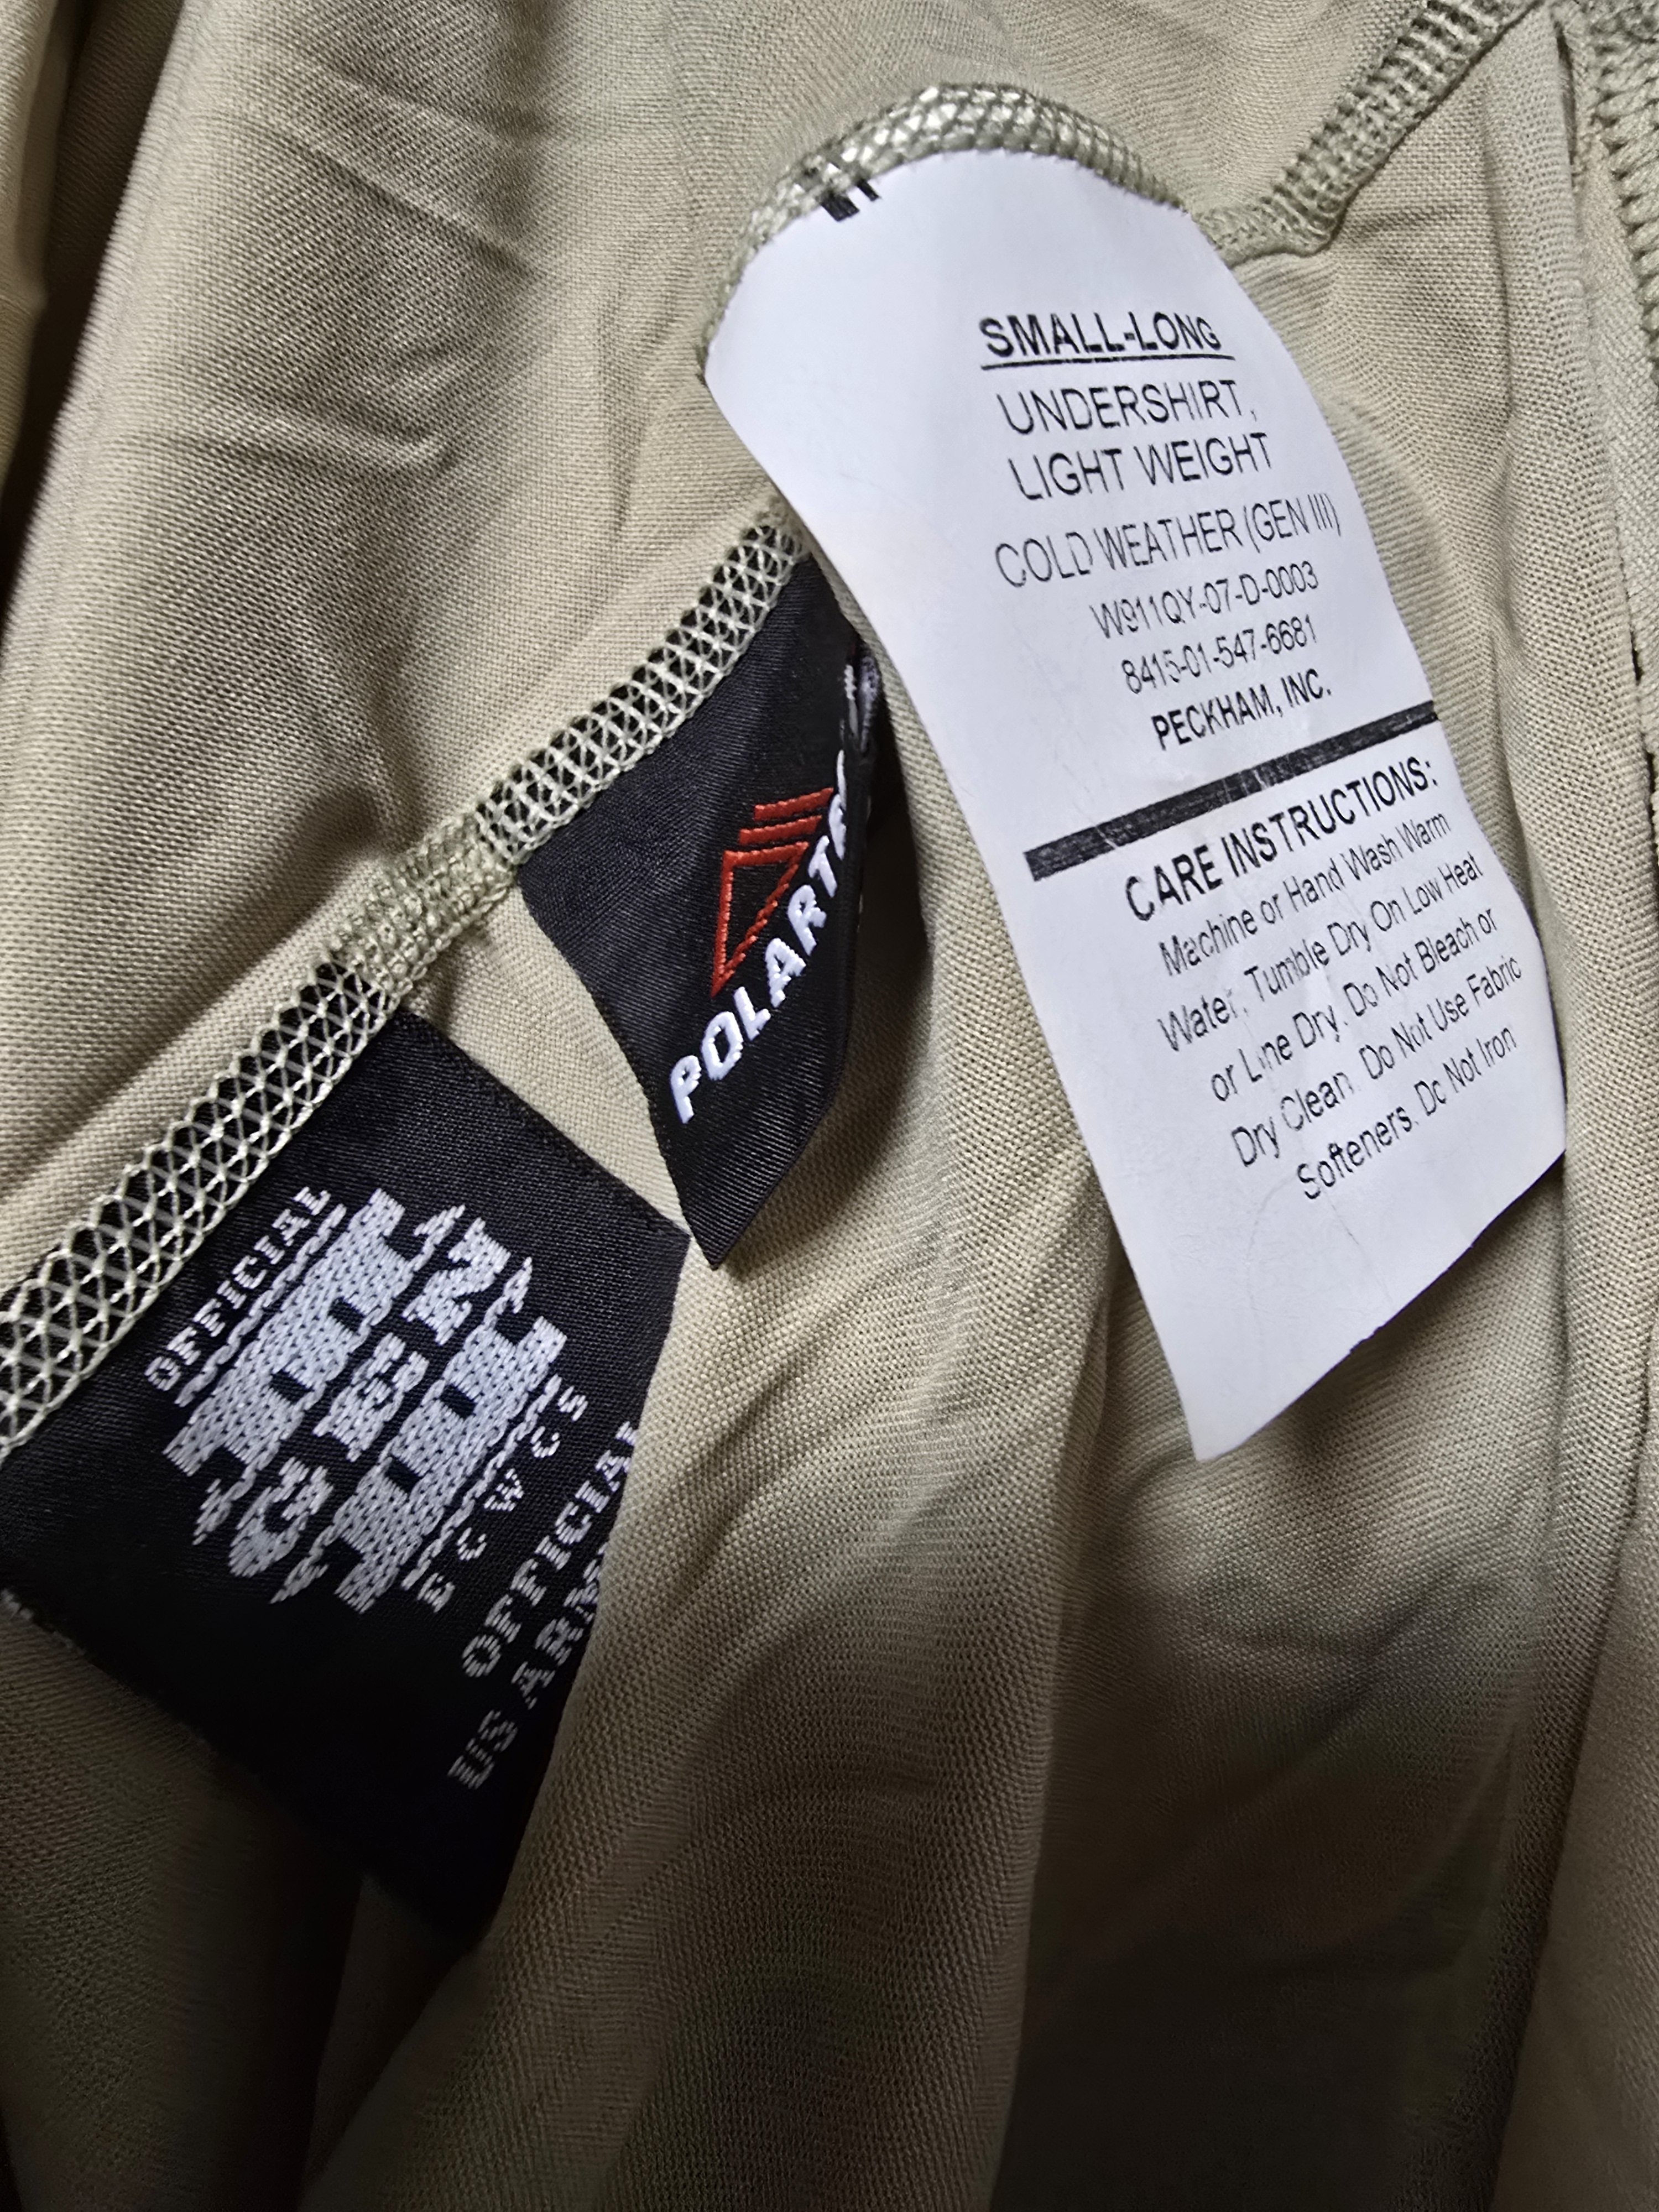 SMALL-LONG
UNDERSHIRT,
LIGHT WEIGHT
COLD WEATHER (GEN III)
W911QY-07-D-0003
8415-01-547-6681
PECKHAM, INC.
CARE INSTRUCTIONS:
Machine or Hand Wash Warm
Water, Tumble Dry On Low Heat
or Line Dry. Do Not Bleach or
Dry Clean. Do Not Use Fabric
Softeners. Do Not Iron
POLARTE
OFFICIAL
GEN
ECWCS
OFFICIAL
US ARMY